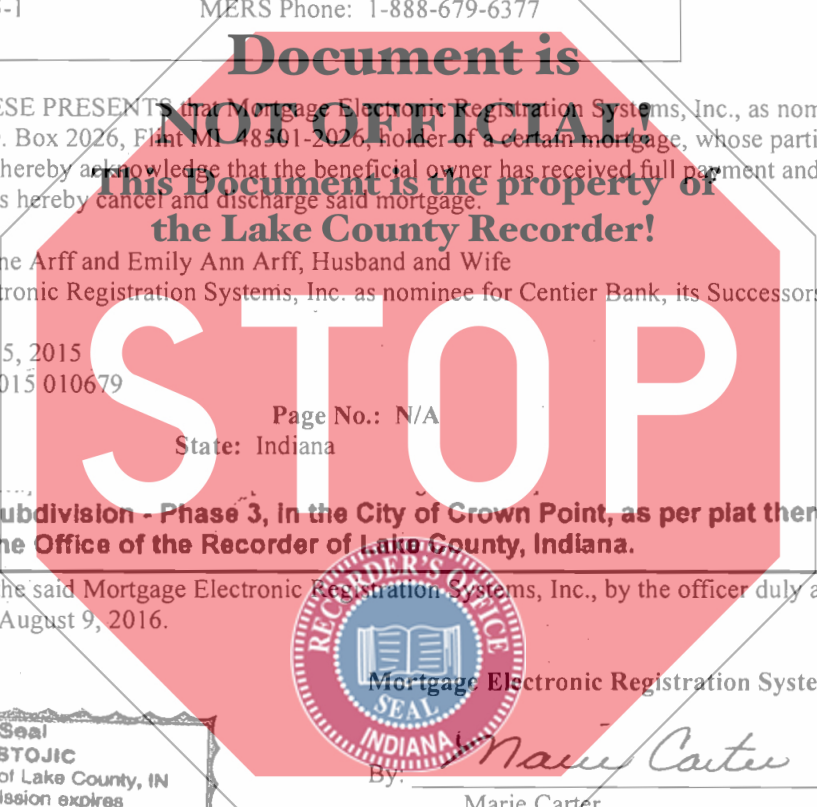 -1 MERS Phone: 1-888-679-6377
Document is
ESE PRESENTS that Mortgage Electronic Registration Systems, Inc., as nom
NOT OFFICIAL!
. Box 2026, Flint MI 48501-2026, holder of a certain mortgage, whose parti
hereby acknowledge that the beneficial owner has received full payment and
This Document is the property of
s hereby cancel and discharge said mortgage.
the Lake County Recorder!
ne Arff and Emily Ann Arff, Husband and Wife
tronic Registration Systems, Inc. as nominee for Centier Bank, its Successors
STOP
5, 2015
015 010679
Page No.: N/A
State: Indiana
ubdivision - Phase 3, in the City of Crown Point, as per plat ther
he Office of the Recorder of Lake County, Indiana.
he said Mortgage Electronic Registration Systems, Inc., by the officer duly a
August 9, 2016.
RECORDER'S OFFICE
SEAL
INDIANA
Mortgage Electronic Registration Syste
Seal
STOJIC
of Lake County, IN
ission expires
By: Marie Carter
Marie Carter